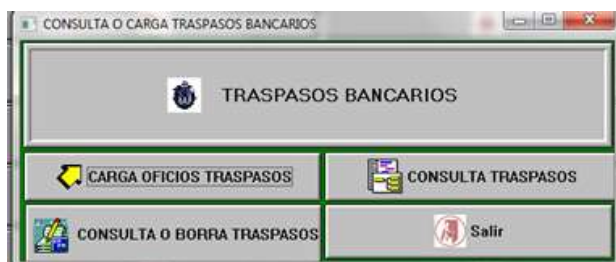 CONSULTA O CARGA TRASPASOS BANCARIOS
TRASPASOS BANCARIOS
CARGA OFICIOS TRASPASOS
CONSULTA TRASPASOS
CONSULTA O BORRA TRASPASOS
Salir